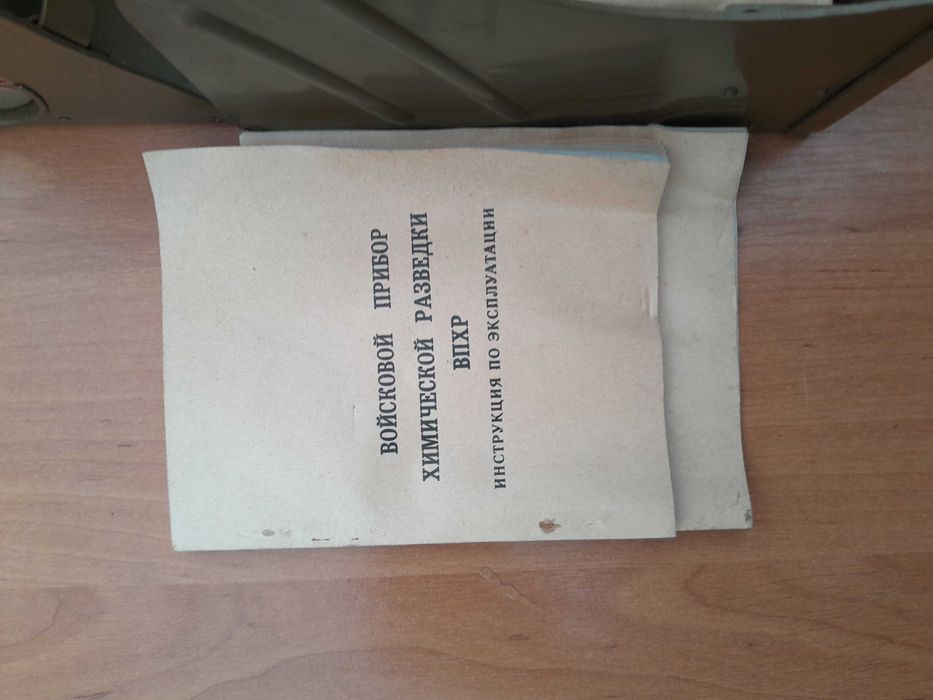 ВОЙСКОВОЙ ПРИБОР
ХИМИЧЕСКОЙ РАЗВЕДКИ
ВПХР
ИНСТРУКЦИЯ ПО ЭКСПЛУАТАЦИИ